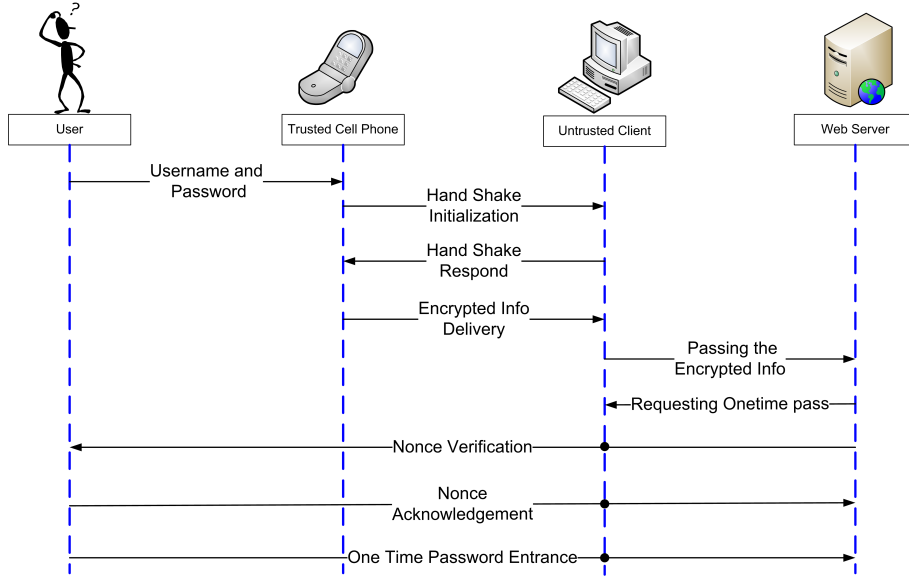 ?
User
Trusted Cell Phone
Untrusted Client
Web Server
Username and
Password
Hand Shake
Initialization
Hand Shake
Respond
Encrypted Info
Delivery
Passing the
Encrypted Info
Requesting Onetime pass
Nonce Verification
Nonce
Acknowledgement
One Time Password Entrance